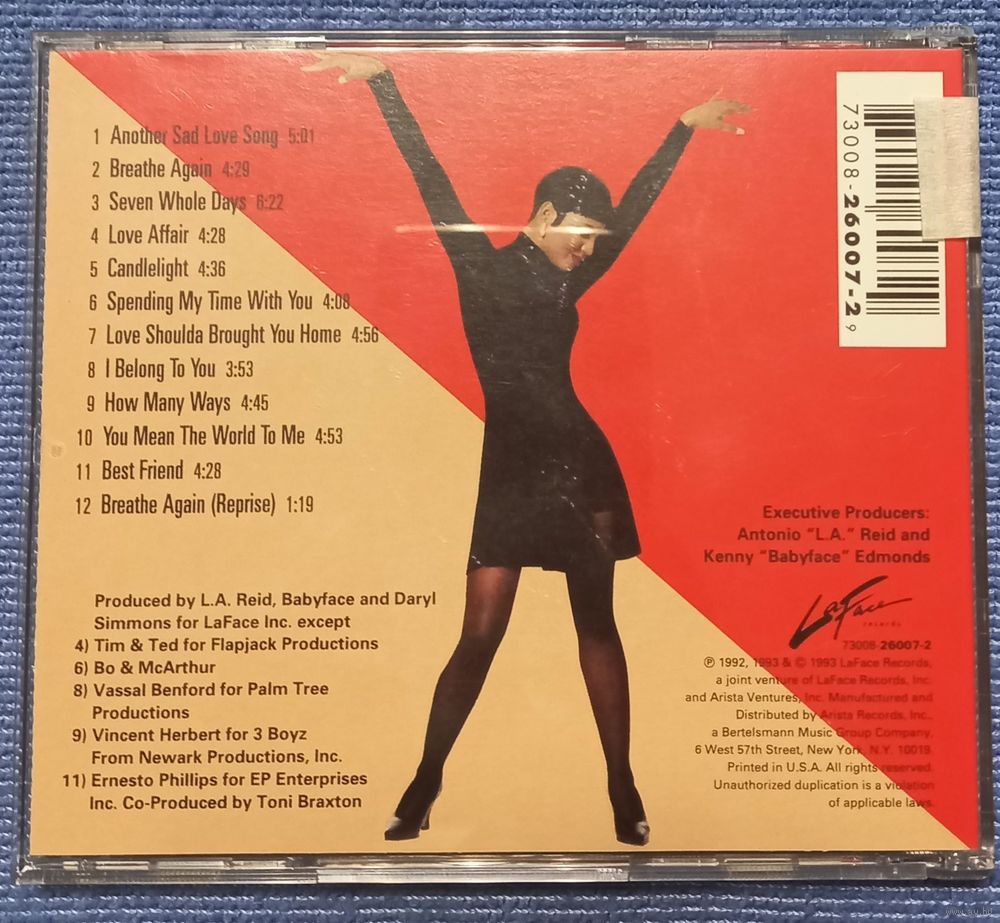 1 Another Sad Love Song 5:01
2 Breathe Again 4:29
3 Seven Whole Days 6:22
4 Love Affair 4:28
5 Candlelight 4:36
6 Spending My Time With You 4:08
7 Love Shoulda Brought You Home 4:56
8 I Belong To You 3:53
9 How Many Ways 4:45
10 You Mean The World To Me 4:53
11 Best Friend 4:28
12 Breathe Again (Reprise) 1:19
Produced by L.A. Reid, Babyface and Daryl
Simmons for LaFace Inc. except
4) Tim & Ted for Flapjack Productions
6) Bo & McArthur
8) Vassal Benford for Palm Tree
Productions
9) Vincent Herbert for 3 Boyz
From Newark Productions, Inc.
11) Ernesto Phillips for EP Enterprises
Inc. Co-Produced by Toni Braxton
73008-26007-2
9
Executive Producers:
Antonio "L.A." Reid and
Kenny "Babyface" Edmonds
LaFace
records
73008-26007-2
℗ 1992, 1993 & © 1993 LaFace Records,
a joint venture of LaFace Records, Inc.
and Arista Ventures, Inc. Manufactured and
Distributed by Arista Records, Inc.,
a Bertelsmann Music Group Company,
6 West 57th Street, New York, N.Y. 10019.
Printed in U.S.A. All rights reserved.
Unauthorized duplication is a violation
of applicable laws.